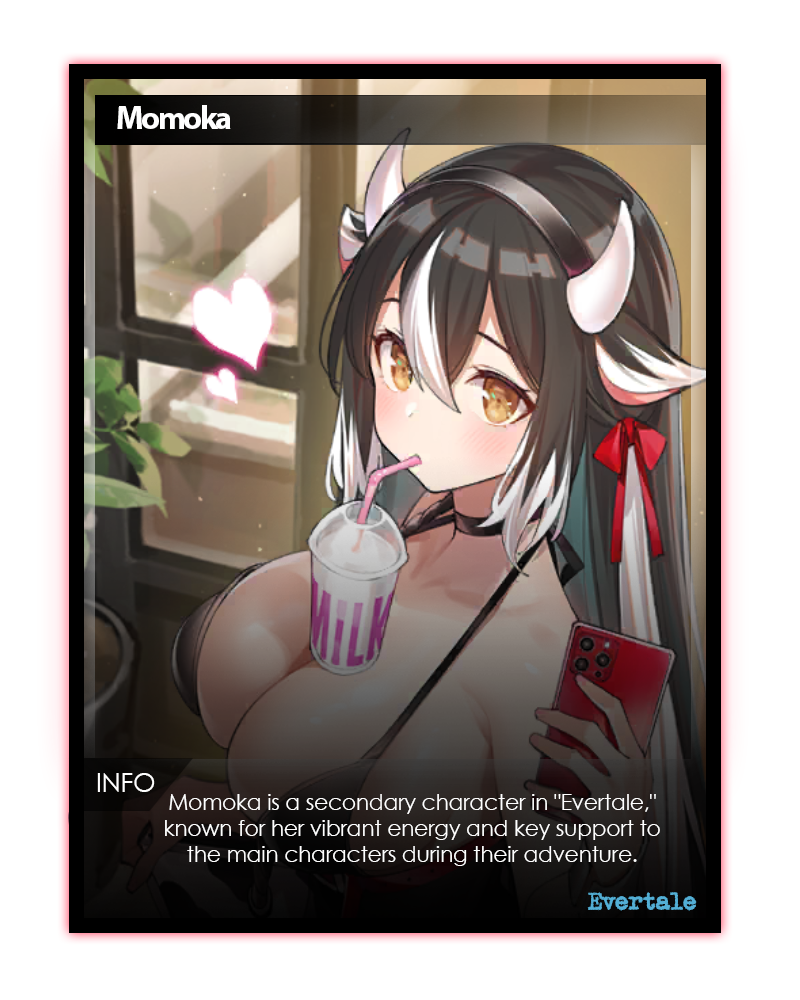 Momoka
MiLK
INFO
Momoka is a secondary character in "Evertale,"
known for her vibrant energy and key support to
the main characters during their adventure.
Evertale